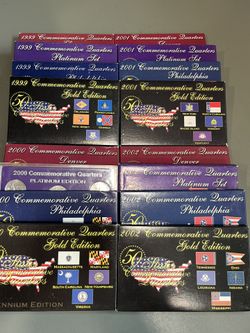 1999 Commemorative Quarters
1999 Commemorative Quarters
Platinum Set
1999 Commemorative Quarters
Philadelphia
1999
Commemorative Quarters
Gold Edition
50
2000 Commemorative Quarters
Denver
2000 Commemorative Quarters
PLATINUM EDITION
Commemorative Quarters
Philadelphia
Commemorative Quarters
Gold Edition
MASSACHUSETTS
MARYLAND
SOUTH CAROLINA
NEW HAMPSHIRE
VIRGINIA
ENNIUM EDITION
2001 Commemorative Quarters
2001 Commemorative Quarters
Platinum Set
2001 Commemorative Quarters
Philadelphia
2001
Commemorative Quarters
Gold Edition
50
2002 Commemorative Quarters
Denver
Commemorative Quarters
Platinum Set
2002 Commemorative Quarters
Philadelphia
2002 Commemorative Quarters
Gold Edition
TENNESSEE
OHIO
LOUISIANA
INDIANA
MISSISSIPPI